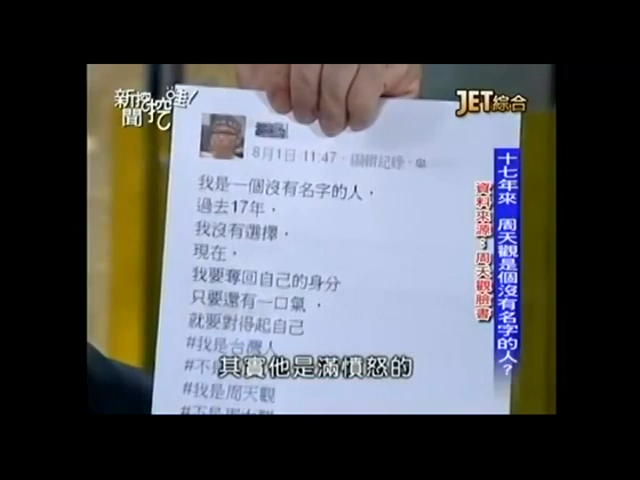 新聞挖挖哇!
JET綜合
8月1日 11:47
我是一個沒有名字的人，
過去17年，
我沒有選擇，
現在，
我要奪回自己的身分
只要還有一口氣，
就要對得起自己
#我是台灣人
#我是周天觀
其實他是滿憤怒的
十七年來 周天觀是個沒有名字的人?
資料來源：周天觀臉書